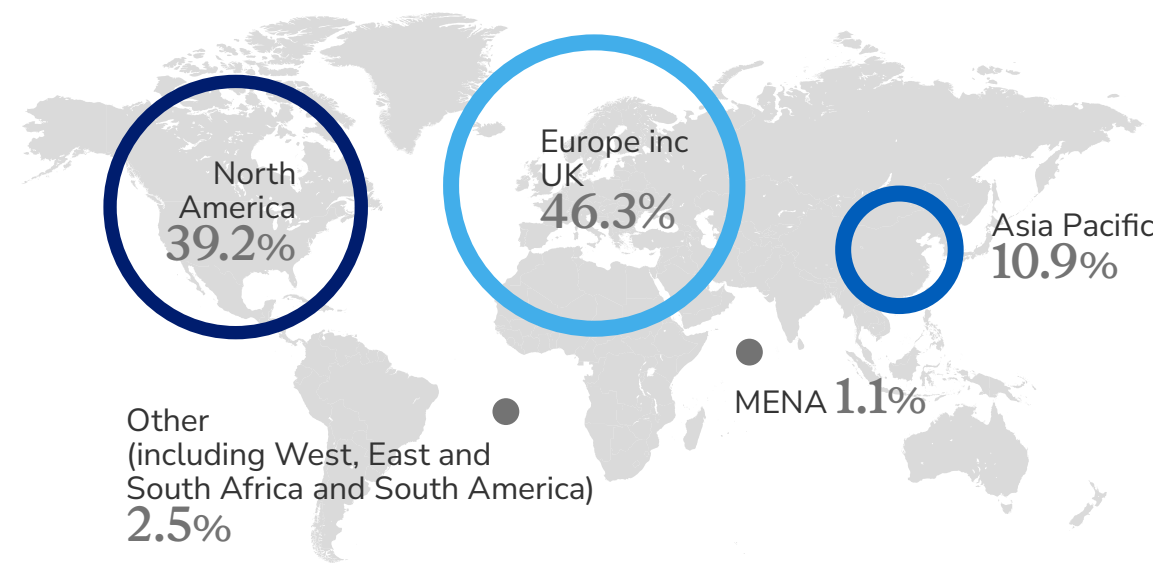 North
America
39.2%
Europe inc
UK
46.3%
Asia Pacific
10.9%
MENA 1.1%
Other
(including West, East and
South Africa and South America)
2.5%